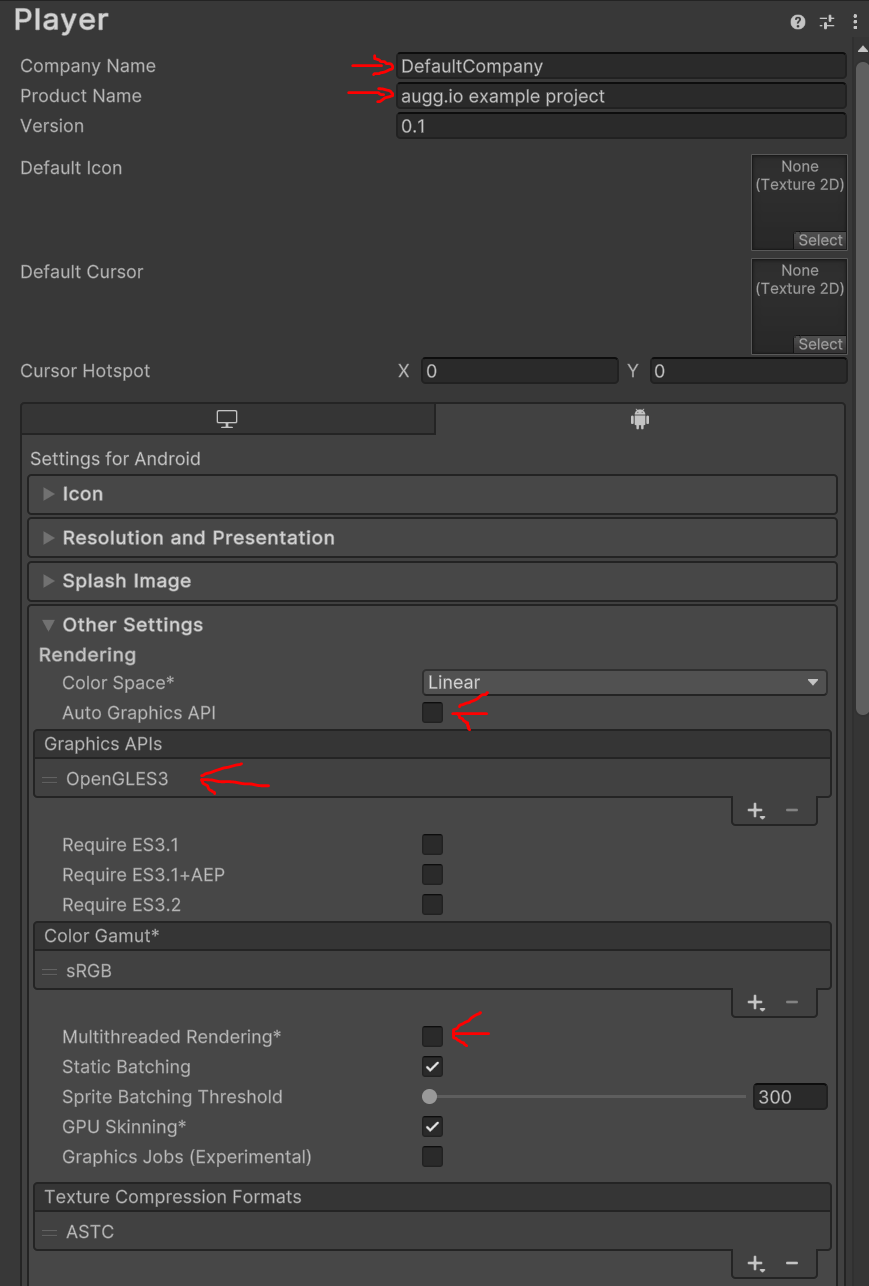 Player
Company Name DefaultCompany
Product Name augg.io example project
Version 0.1
Default Icon None
(Texture 2D)
Select
Default Cursor None
(Texture 2D)
Select
Cursor Hotspot X 0 Y 0
Settings for Android
Icon
Resolution and Presentation
Splash Image
Other Settings
Rendering
Color Space* Linear
Auto Graphics API
Graphics APIs
OpenGLES3
Require ES3.1
Require ES3.1+AEP
Require ES3.2
Color Gamut*
sRGB
Multithreaded Rendering*
Static Batching
Sprite Batching Threshold 300
GPU Skinning*
Graphics Jobs (Experimental)
Texture Compression Formats
ASTC